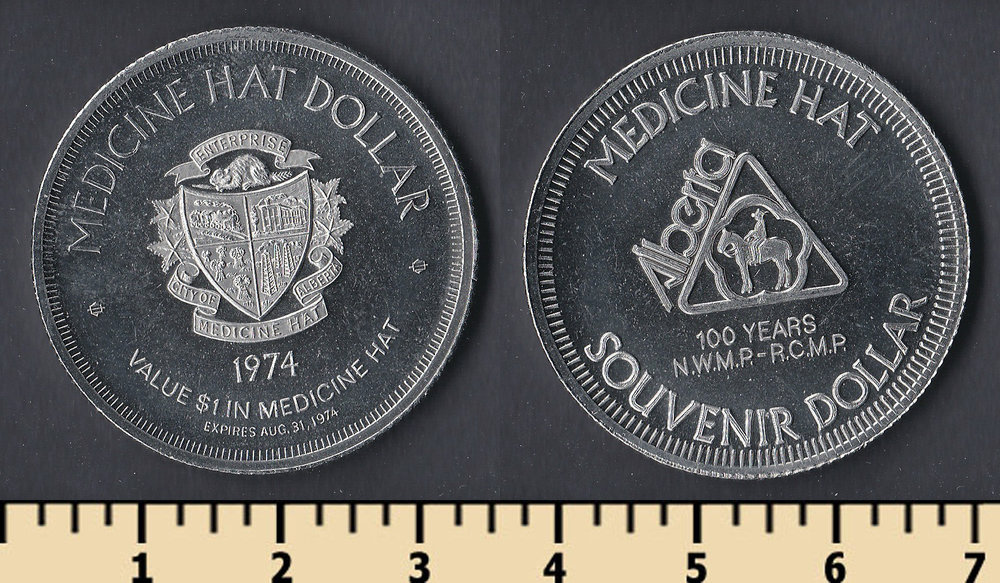 MEDICINE HAT DOLLAR
ENTERPRISE
CITY OF
MEDICINE HAT
ALBERTA
1974
VALUE $1 IN MEDICINE HAT
EXPIRES AUG. 31, 1974
MEDICINE HAT
Alberta
100 YEARS
N.W.M.P.-R.C.M.P.
SOUVENIR DOLLAR
1 2 3 4 5 6 7